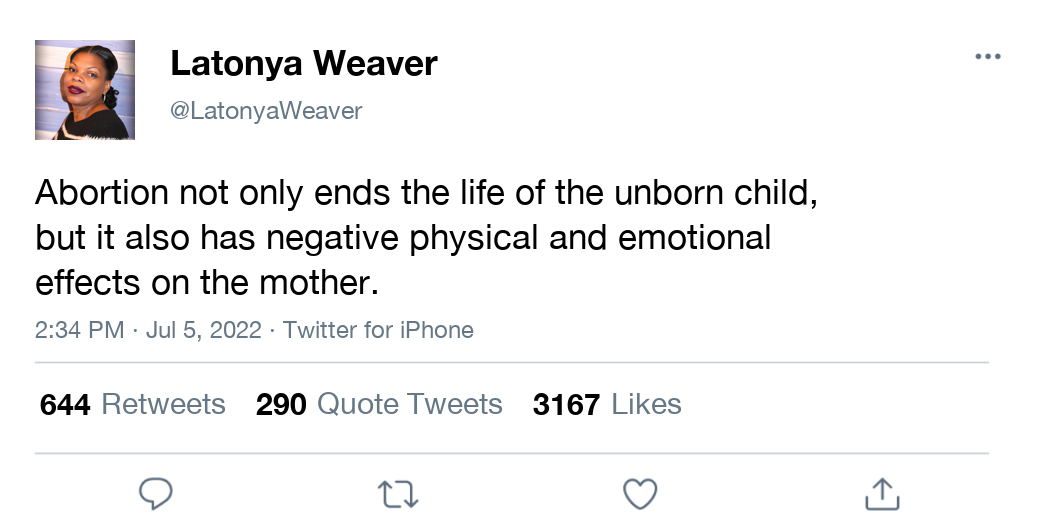 Latonya Weaver
@LatonyaWeaver
Abortion not only ends the life of the unborn child,
but it also has negative physical and emotional
effects on the mother.
2:34 PM · Jul 5, 2022 · Twitter for iPhone
644 Retweets 290 Quote Tweets 3167 Likes